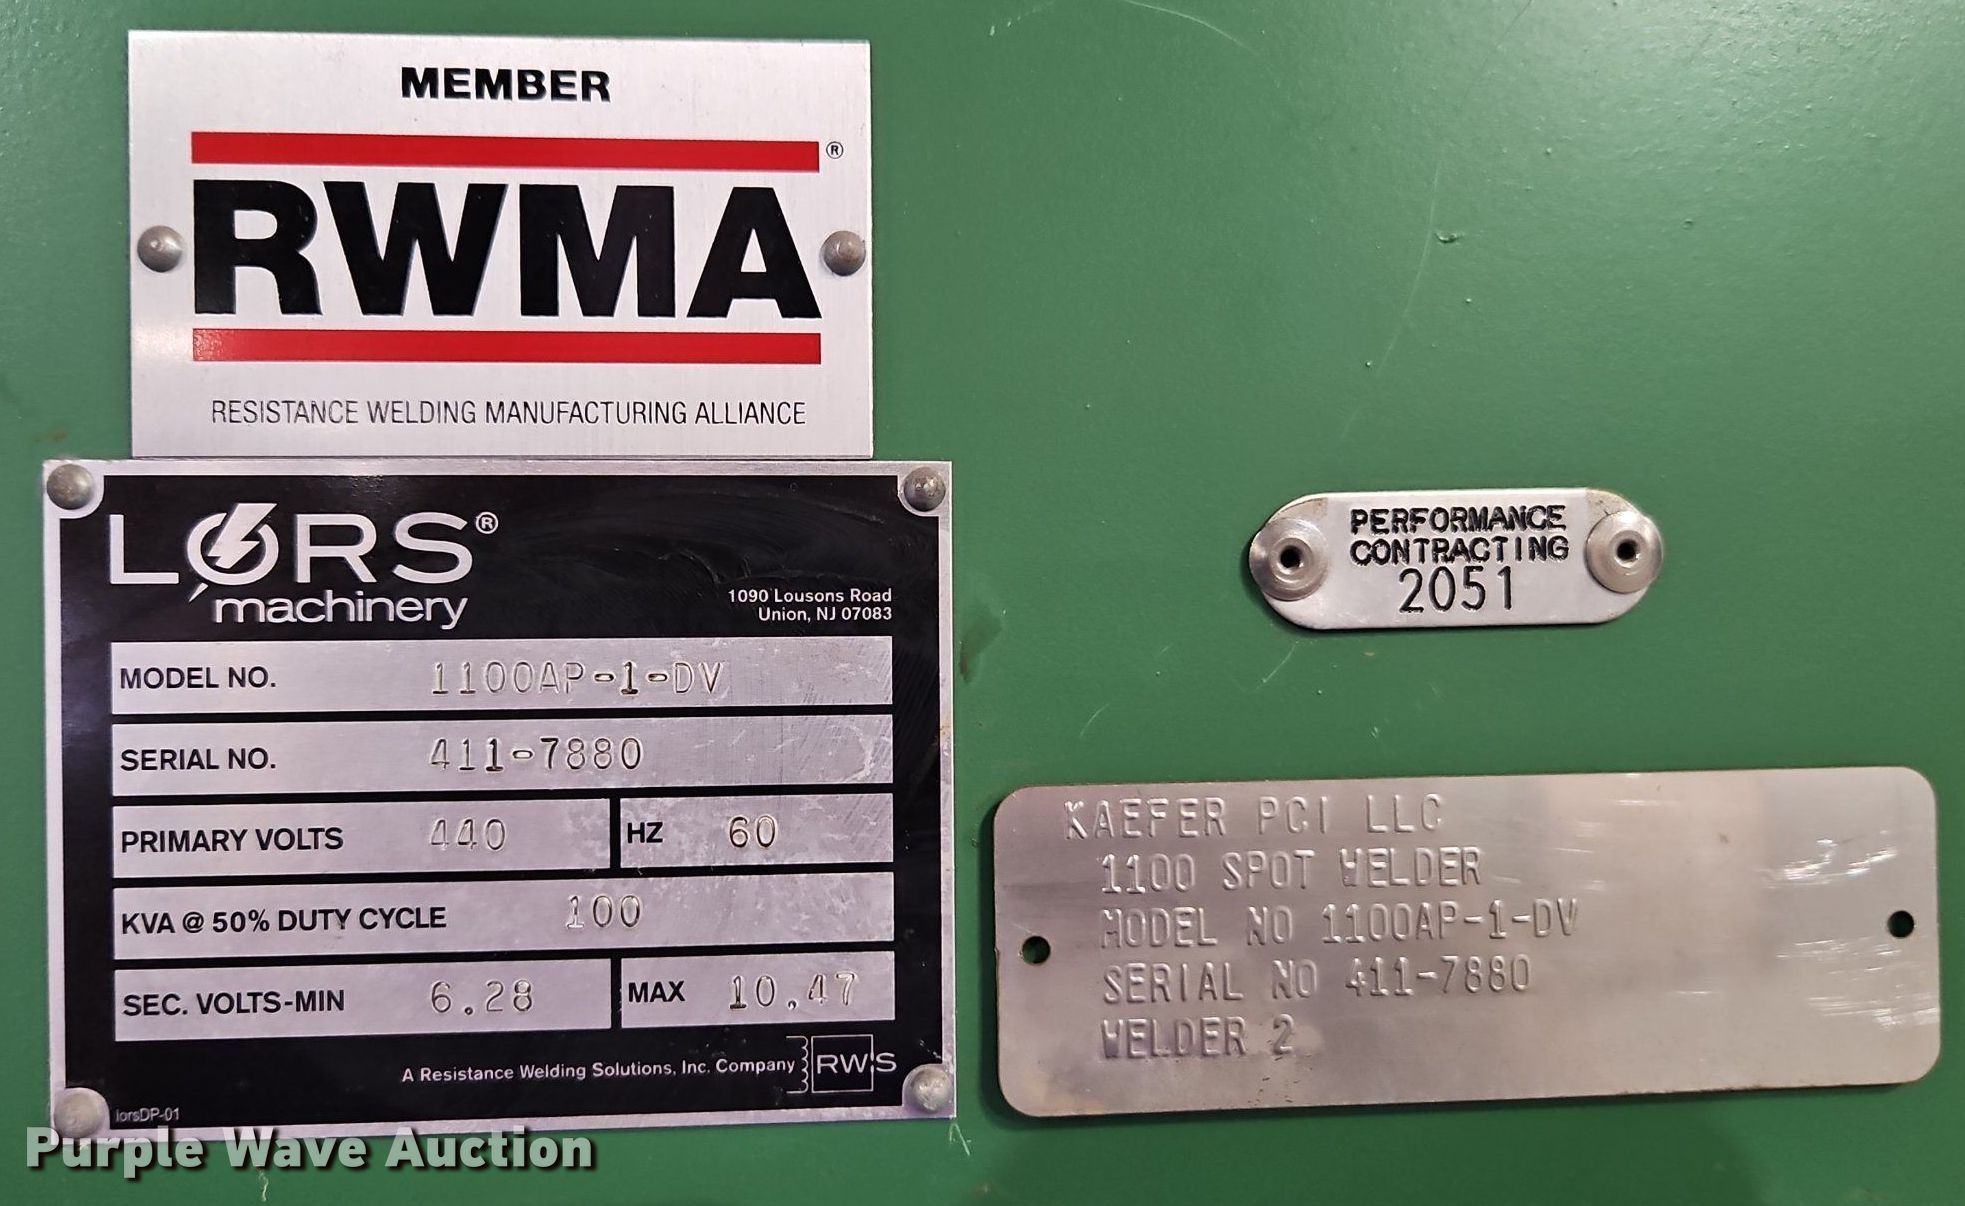 MEMBER
RWMA®
RESISTANCE WELDING MANUFACTURING ALLIANCE
LORS®
machinery
1090 Lousons Road
Union, NJ 07083
MODEL NO. 1100AP-1-DV
SERIAL NO. 411-7880
PRIMARY VOLTS 440 HZ 60
KVA @ 50% DUTY CYCLE 100
SEC. VOLTS-MIN 6.28 MAX 10.47
A Resistance Welding Solutions, Inc. Company RWS
lorsDP-01
PERFORMANCE
CONTRACTING
2051
KAEFER PCI LLC
1100 SPOT WELDER
MODEL NO 1100AP-1-DV
SERIAL NO 411-7880
WELDER 2
Purple Wave Auction